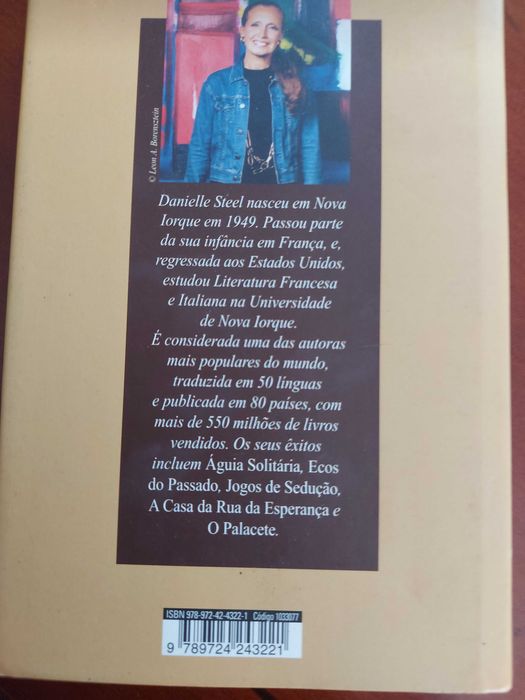 © Leon A. Borensztein
Danielle Steel nasceu em Nova
Iorque em 1949. Passou parte
da sua infância em França, e,
regressada aos Estados Unidos,
estudou Literatura Francesa
e Italiana na Universidade
de Nova Iorque.
É considerada uma das autoras
mais populares do mundo,
traduzida em 50 línguas
e publicada em 80 países, com
mais de 550 milhões de livros
vendidos. Os seus êxitos
incluem Águia Solitária, Ecos
do Passado, Jogos de Sedução,
A Casa da Rua da Esperança e
O Palacete.
ISBN 978-972-42-4322-1 Código 1033077
9 789724 243221